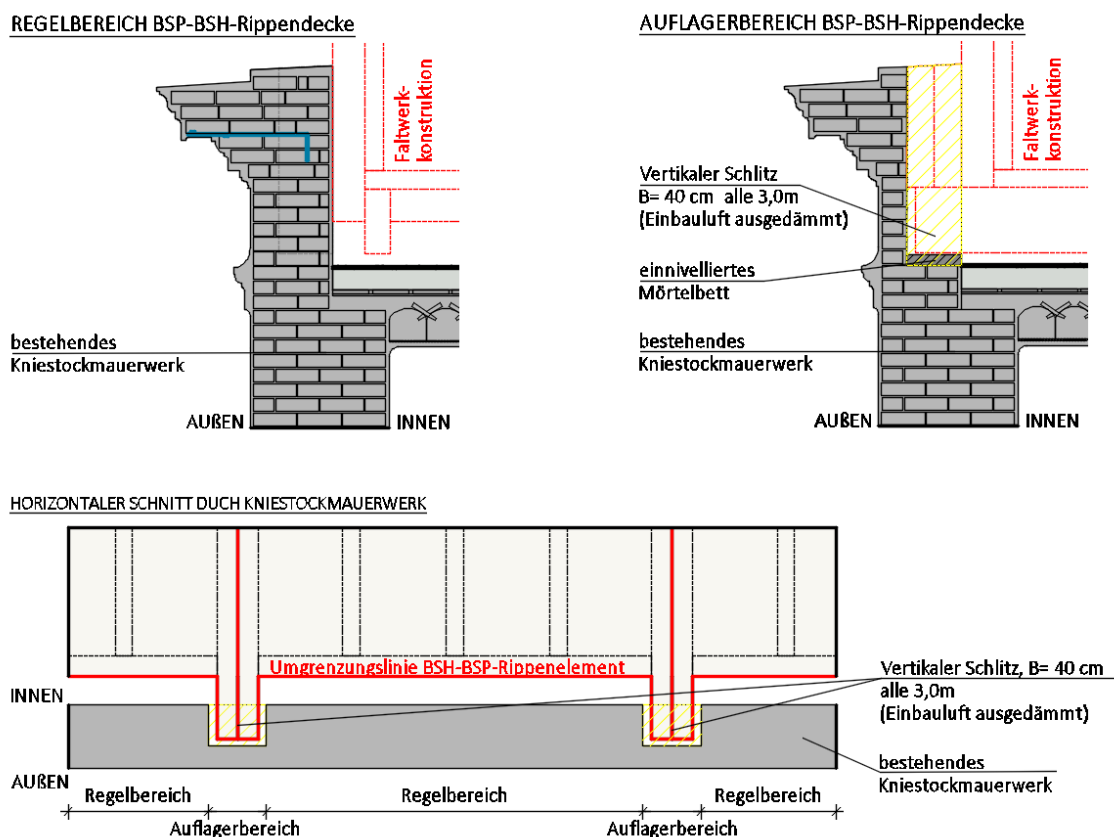 REGELBEREICH BSP-BSH-Rippendecke
Faltwerk-
konstruktion
bestehendes
Kniestockmauerwerk
AUßEN
INNEN
AUFLAGERBEREICH BSP-BSH-Rippendecke
Faltwerk-
konstruktion
Vertikaler Schlitz
B= 40 cm alle 3,0m
(Einbauluft ausgedämmt)
einnivelliertes
Mörtelbett
bestehendes
Kniestockmauerwerk
AUßEN
INNEN
HORIZONTALER SCHNITT DUCH KNIESTOCKMAUERWERK
Umgrenzungslinie BSH-BSP-Rippenelement
INNEN
AUßEN
Vertikaler Schlitz, B= 40 cm
alle 3,0m
(Einbauluft ausgedämmt)
bestehendes
Kniestockmauerwerk
Regelbereich
Regelbereich
Regelbereich
Auflagerbereich
Auflagerbereich